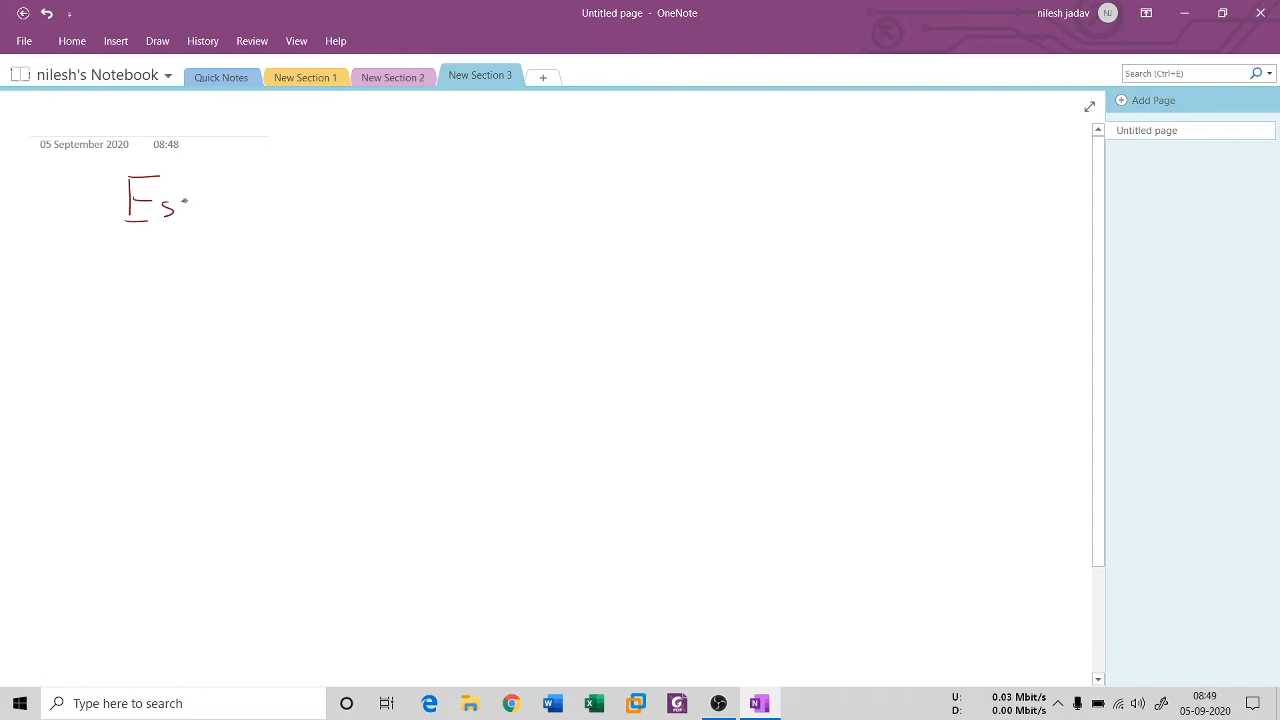 Untitled page - OneNote
nilesh jadav
NJ
File Home Insert Draw History Review View Help
nilesh's Notebook
Quick Notes
New Section 1
New Section 2
New Section 3
Search (Ctrl+E)
Add Page
Untitled page
05 September 2020 08:48
Es
Type here to search
U: 0.03 Mbit/s
D: 0.00 Mbit/s
08:49
05-09-2020